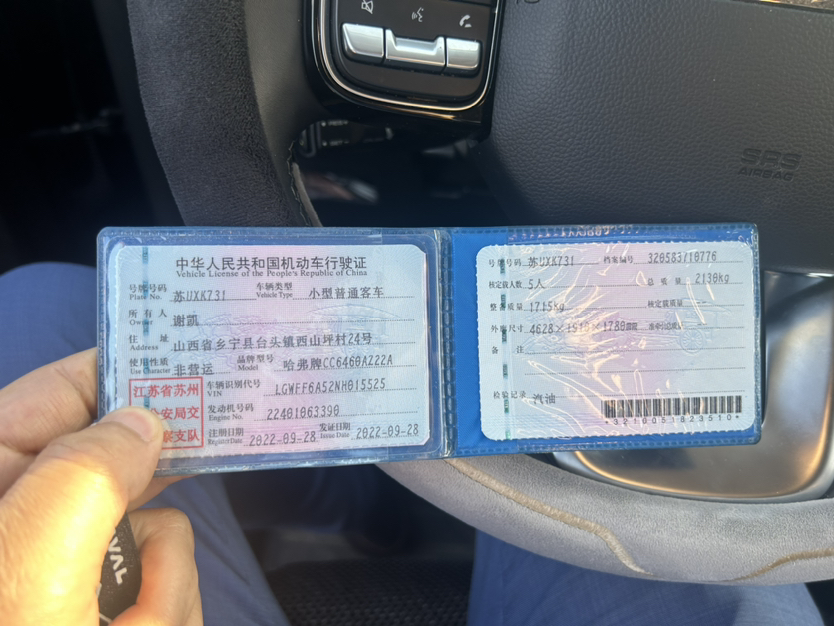 SRS
AIRBAG
中华人民共和国机动车行驶证
Vehicle License of the People's Republic of China
号牌号码 苏UXK731 车辆类型 小型普通客车
Plate No. Vehicle Type
所有人 谢凯
Owner
住址 山西省乡宁县台头镇西山坪村24号
Address
使用性质 非营运 品牌型号 哈弗牌CC6460A222A
Use Character Model
江苏省苏州
公安局交
察支队
车辆识别代号 LGWFF6A52NH015525
VIN
发动机号码 22401063390
Engine No.
注册日期 2022-09-28 发证日期 2022-09-28
Register Date Issue Date
号牌号码 苏UXK731 档案编号 320583710776
核定载人数 5人 总质量 2130kg
整备质量 1715kg 核定载质量
外廓尺寸 4628×1910×1780
备注
检验记录 汽油
*3210051823510*
VAL